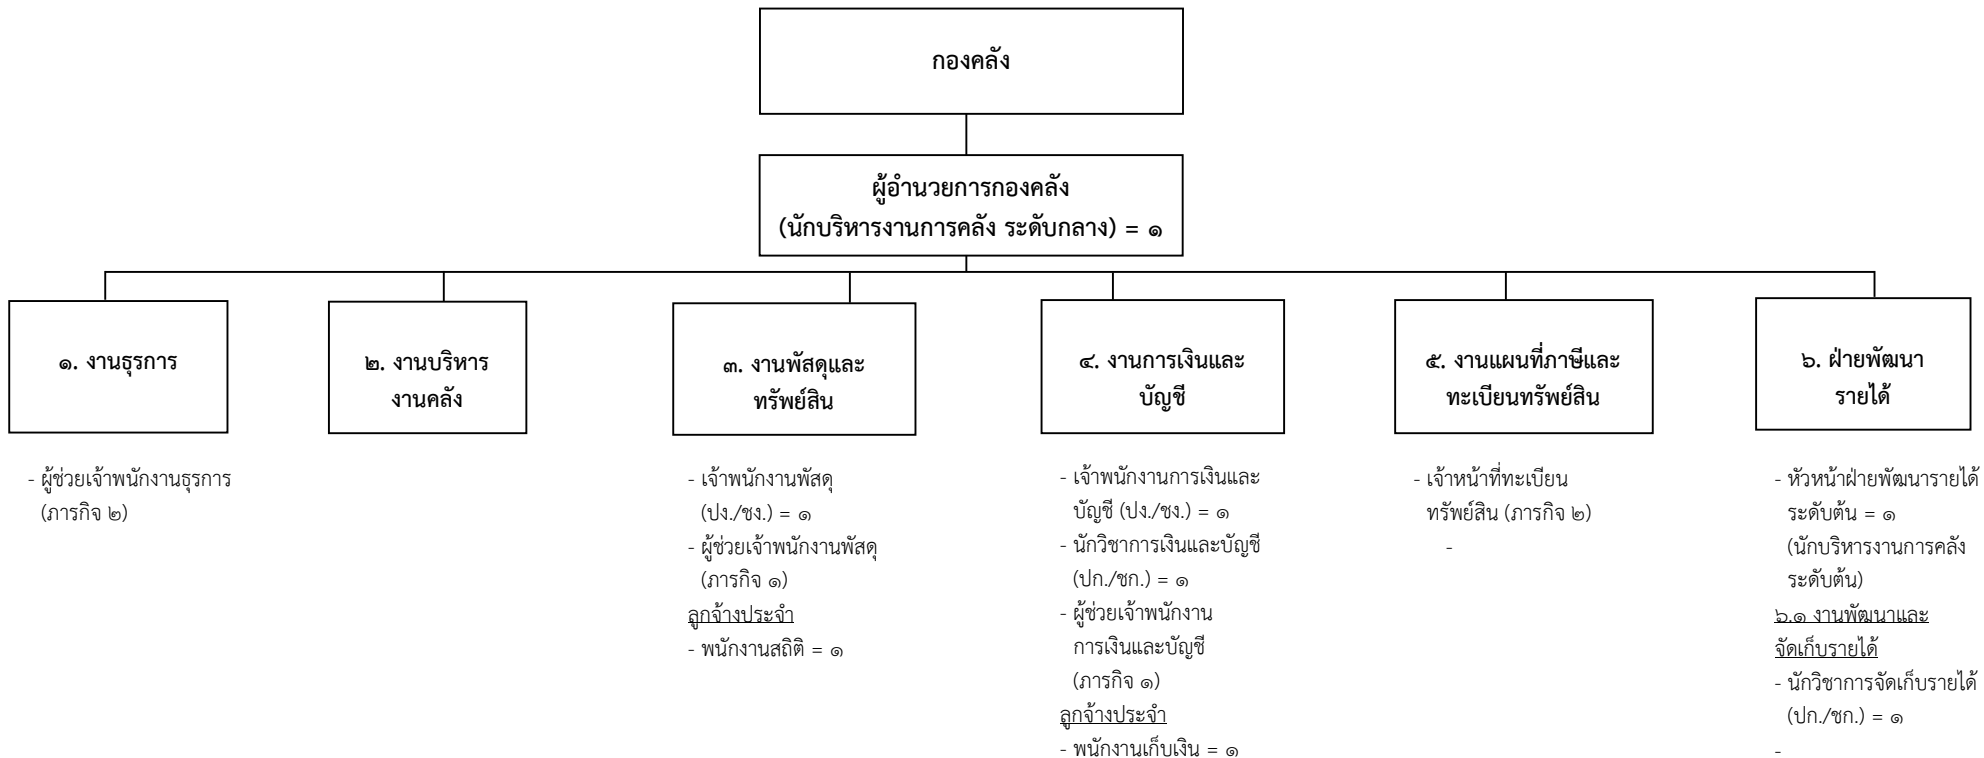 กองคลัง
ผู้อำนวยการกองคลัง
(นักบริหารงานการคลัง ระดับกลาง) = ๑
๑. งานธุรการ
๒. งานบริหาร
งานคลัง
๓. งานพัสดุและ
ทรัพย์สิน
๔. งานการเงินและ
บัญชี
๕. งานแผนที่ภาษีและ
ทะเบียนทรัพย์สิน
๖. ฝ่ายพัฒนา
รายได้
- ผู้ช่วยเจ้าพนักงานธุรการ
(ภารกิจ ๒)
- เจ้าพนักงานพัสดุ
(ปง./ชง.) = ๑
- ผู้ช่วยเจ้าพนักงานพัสดุ
(ภารกิจ ๑)
ลูกจ้างประจำ
- พนักงานสถิติ = ๑
- เจ้าพนักงานการเงินและ
บัญชี (ปง./ชง.) = ๑
- นักวิชาการเงินและบัญชี
(ปก./ชก.) = ๑
- ผู้ช่วยเจ้าพนักงาน
การเงินและบัญชี
(ภารกิจ ๑)
ลูกจ้างประจำ
- พนักงานเก็บเงิน = ๑
- เจ้าหน้าที่ทะเบียน
ทรัพย์สิน (ภารกิจ ๒)
-
- หัวหน้าฝ่ายพัฒนารายได้
ระดับต้น = ๑
(นักบริหารงานการคลัง
ระดับต้น)
๖.๑ งานพัฒนาและ
จัดเก็บรายได้
- นักวิชาการจัดเก็บรายได้
(ปก./ชก.) = ๑
-